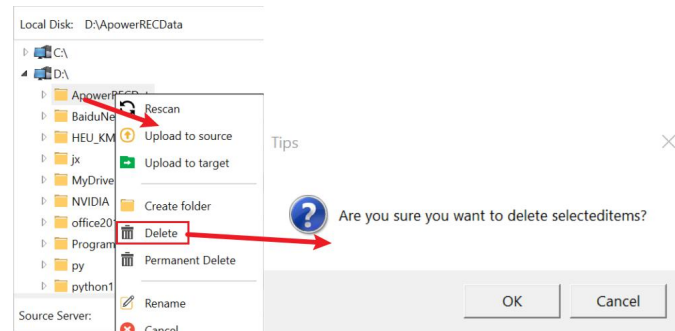 Local Disk: D:\ApowerRECData
C:\
D:\
ApowerRECData
BaiduNe
HEU_KM
jx
MyDrive
NVIDIA
office20
Program
py
python1
Source Server:
Rescan
Upload to source
Upload to target
Create folder
Delete
Permanent Delete
Rename
Cancel
Tips
Are you sure you want to delete selecteditems?
OK
Cancel